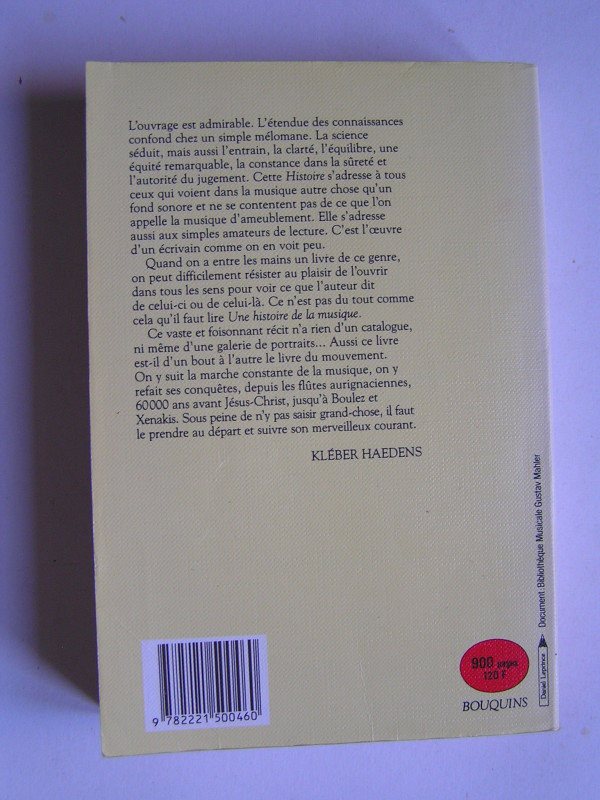 L'ouvrage est admirable. L'étendue des connaissances
confond chez un simple mélomane. La science
séduit, mais aussi l'entrain, la clarté, l'équilibre, une
équité remarquable, la constance dans la sûreté et
l'autorité du jugement. Cette Histoire s'adresse à tous
ceux qui voient dans la musique autre chose qu'un
fond sonore et ne se contentent pas de ce que l'on
appelle la musique d'ameublement. Elle s'adresse
aussi aux simples amateurs de lecture. C'est l'œuvre
d'un écrivain comme on en voit peu.
Quand on a entre les mains un livre de ce genre,
on peut difficilement résister au plaisir de l'ouvrir
dans tous les sens pour voir ce que l'auteur dit
de celui-ci ou de celui-là. Ce n'est pas du tout comme
cela qu'il faut lire Une histoire de la musique.
Ce vaste et foisonnant récit n'a rien d'un catalogue,
ni même d'une galerie de portraits... Aussi ce livre
est-il d'un bout à l'autre le livre du mouvement.
On y suit la marche constante de la musique, on y
refait ses conquêtes, depuis les flûtes aurignaciennes,
60000 ans avant Jésus-Christ, jusqu'à Boulez et
Xenakis. Sous peine de n'y pas saisir grand-chose, il faut
le prendre au départ et suivre son merveilleux courant.
KLÉBER HAEDENS
Document : Bibliothèque Musicale Gustav Mahler
Daniel Leprince
900 pages
120 F
BOUQUINS
9 782221 500460